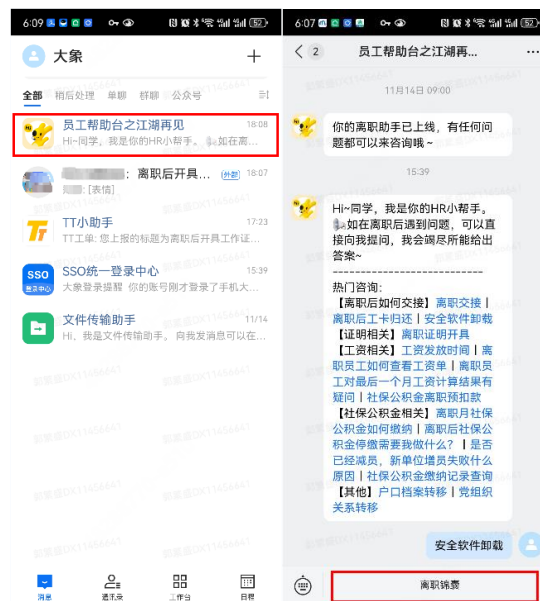 6:09
52
大象
全部
稍后处理
单聊
群聊
公众号
员工帮助台之江湖再见
18:08
Hi~同学，我是你的HR小帮手。 如在离...
： 离职后开具...
外部
18:07
: [表情]
TT小助手
17:23
TT工单: 您上报的标题为离职后开具工作证...
SSO统一登录中心
15:39
大象登录提醒 你的账号刚才登录了手机大...
SSO
登录中心
文件传输助手
11/14
Hi，我是文件传输助手。 向我发消息可以在...
消息
通讯录
工作台
日程
6:07
52
2
员工帮助台之江湖再...
11月14日 09:00
你的离职助手已上线，有任何问
题都可以来咨询哦~
15:39
Hi~同学，我是你的HR小帮手。
如在离职后遇到问题，可以直
接向我提问，我会竭尽所能给出
答案~
--------------------------
热门咨询:
【离职后如何交接】离职交接 |
离职后工卡归还 | 安全软件卸载
【证明相关】离职证明开具
【工资相关】工资发放时间 | 离
职员工如何查看工资单 | 离职员
工对最后一个月工资计算结果有
疑问 | 社保公积金离职预扣款
【社保公积金相关】离职月社保
公积金如何缴纳 | 离职后社保公
积金停缴需要我做什么？ | 是否
已经减员，新单位增员失败什么
原因 | 社保公积金缴纳记录查询
【其他】户口档案转移 | 党组织
关系转移
安全软件卸载
离职锦囊